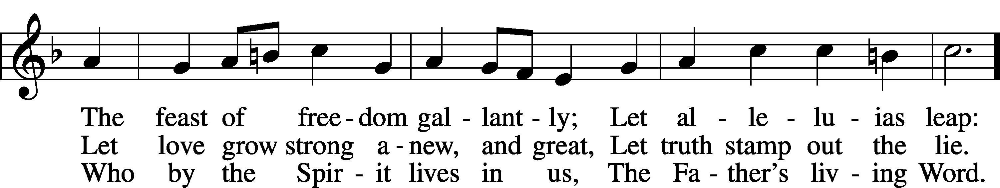 The feast of free - dom gal - lant - ly; Let al - le - lu - ias leap:
Let love grow strong a - new, and great, Let truth stamp out the lie.
Who by the Spir - it lives in us, The Fa - ther's liv - ing Word.